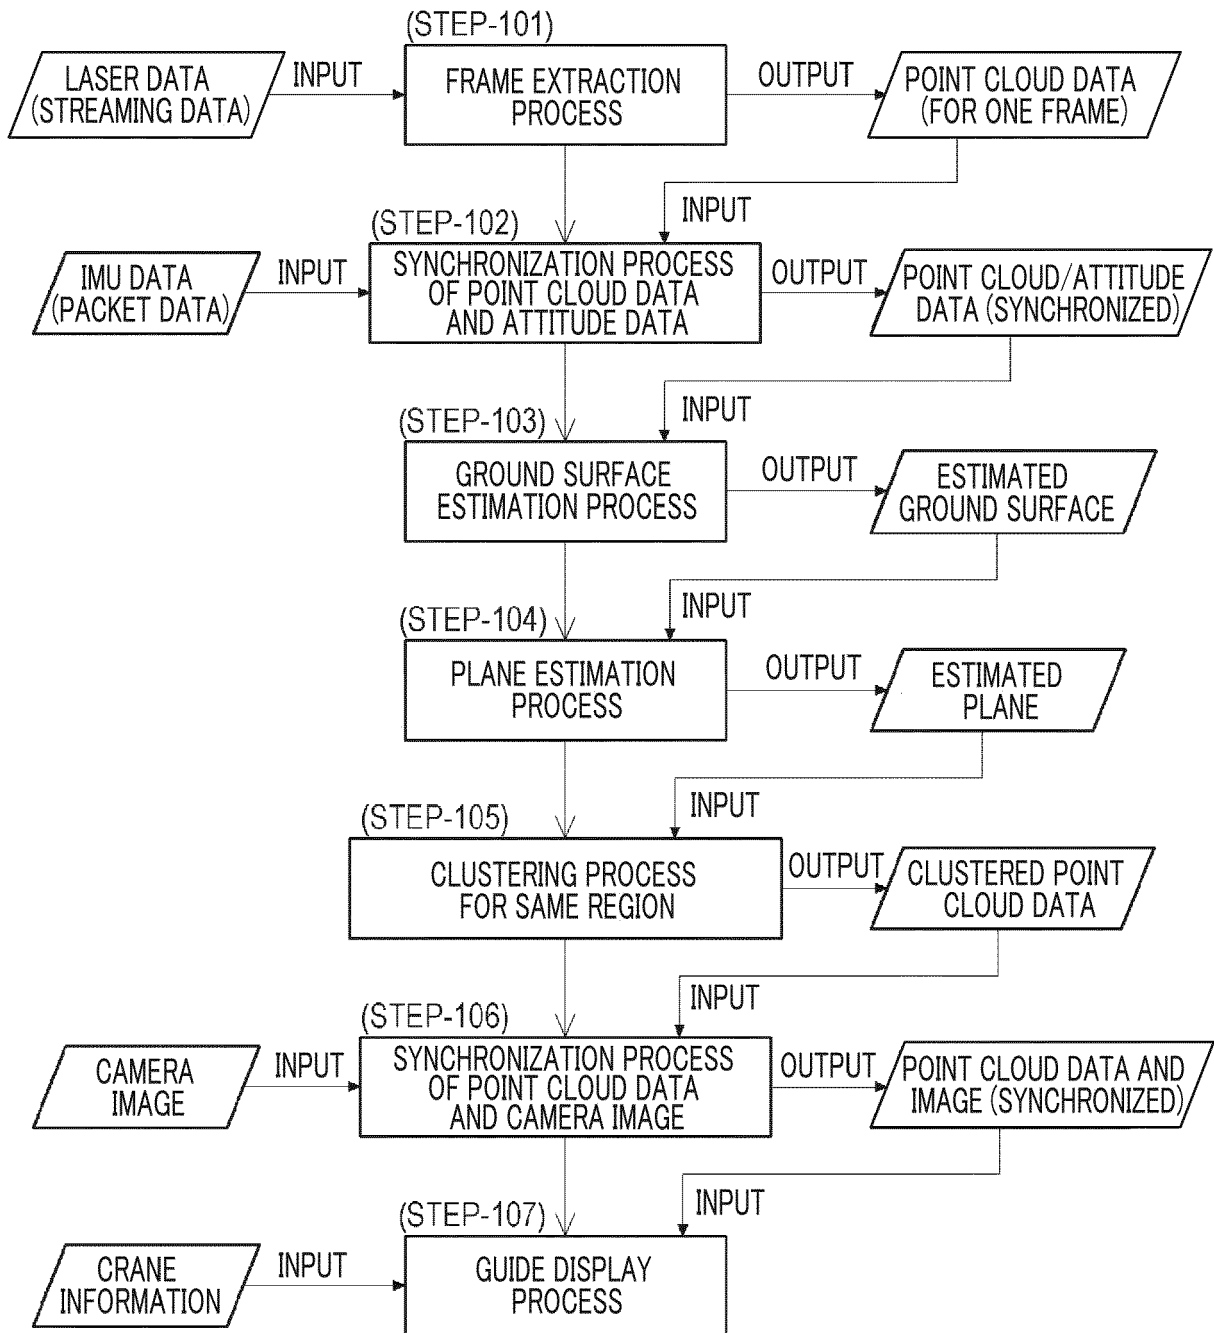 (STEP-101)
LASER DATA
(STREAMING DATA)
INPUT
FRAME EXTRACTION
PROCESS
OUTPUT
POINT CLOUD DATA
(FOR ONE FRAME)
INPUT
(STEP-102)
IMU DATA
(PACKET DATA)
INPUT
SYNCHRONIZATION PROCESS
OF POINT CLOUD DATA
AND ATTITUDE DATA
OUTPUT
POINT CLOUD/ATTITUDE
DATA (SYNCHRONIZED)
INPUT
(STEP-103)
GROUND SURFACE
ESTIMATION PROCESS
OUTPUT
ESTIMATED
GROUND SURFACE
INPUT
(STEP-104)
PLANE ESTIMATION
PROCESS
OUTPUT
ESTIMATED
PLANE
INPUT
(STEP-105)
CLUSTERING PROCESS
FOR SAME REGION
OUTPUT
CLUSTERED POINT
CLOUD DATA
INPUT
(STEP-106)
CAMERA
IMAGE
INPUT
SYNCHRONIZATION PROCESS
OF POINT CLOUD DATA
AND CAMERA IMAGE
OUTPUT
POINT CLOUD DATA AND
IMAGE (SYNCHRONIZED)
INPUT
(STEP-107)
CRANE
INFORMATION
INPUT
GUIDE DISPLAY
PROCESS